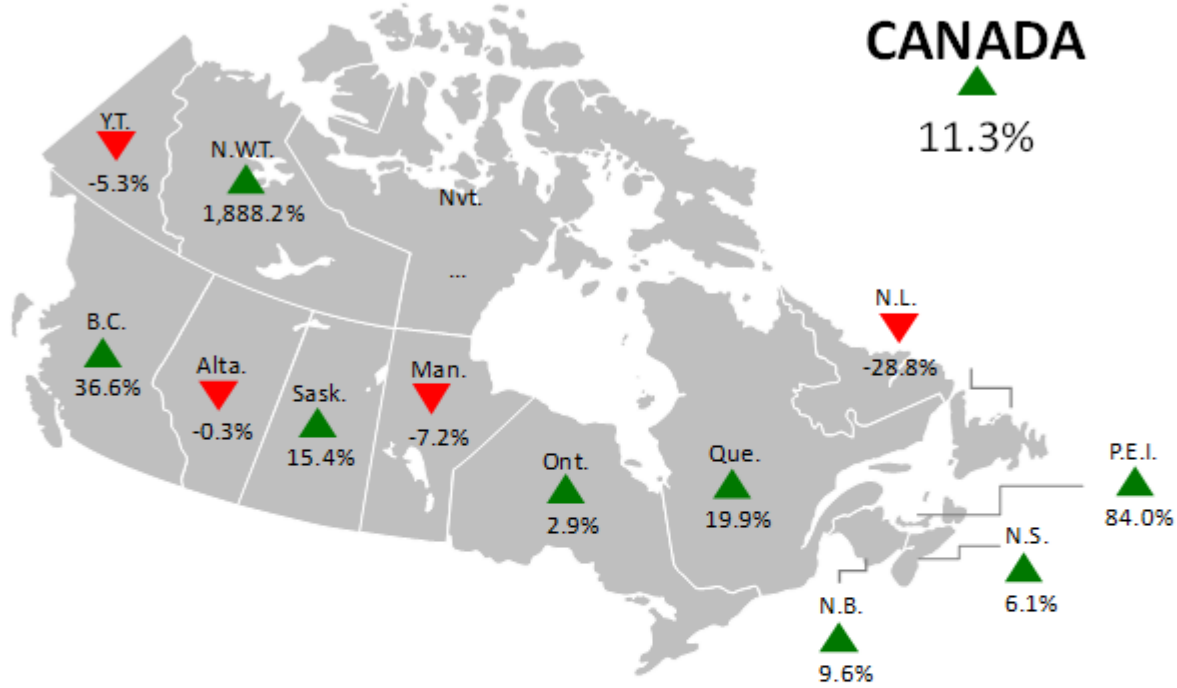 CANADA
11.3%
Y.T.
-5.3%
N.W.T.
1,888.2%
Nvt.
...
B.C.
36.6%
Alta.
-0.3%
Sask.
15.4%
Man.
-7.2%
Ont.
2.9%
Que.
19.9%
N.L.
-28.8%
P.E.I.
84.0%
N.S.
6.1%
N.B.
9.6%